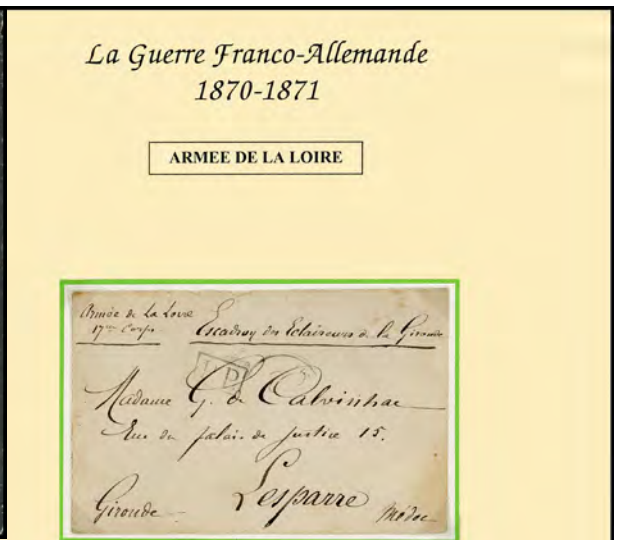 La Guerre Franco-Allemande
1870-1871
ARMEE DE LA LOIRE
Armée de La Loire
17me Corps
Escadron des Eclaireurs de la Gironde
PD
Madame G. de Calvinhac
Rue du palais de justice 15.
Lesparre
Gironde
Médoc